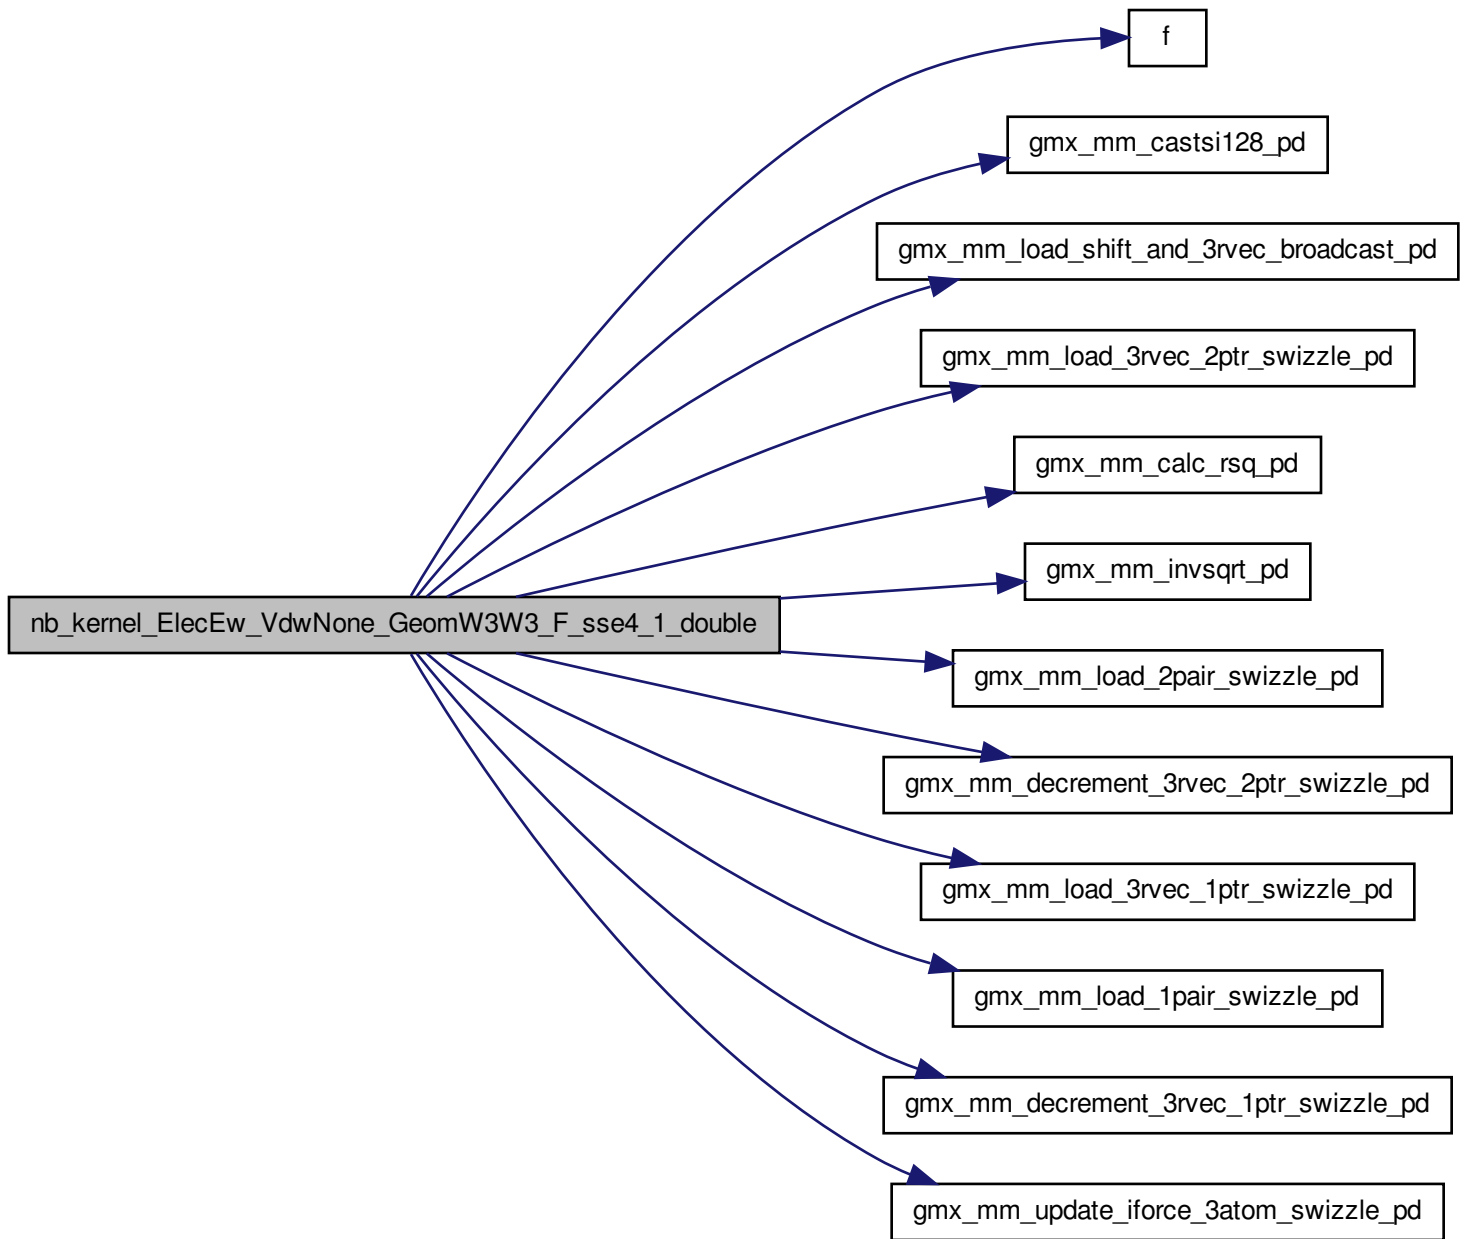 f
gmx_mm_castsi128_pd
gmx_mm_load_shift_and_3rvec_broadcast_pd
gmx_mm_load_3rvec_2ptr_swizzle_pd
gmx_mm_calc_rsq_pd
gmx_mm_invsqrt_pd
nb_kernel_ElecEw_VdwNone_GeomW3W3_F_sse4_1_double
gmx_mm_load_2pair_swizzle_pd
gmx_mm_decrement_3rvec_2ptr_swizzle_pd
gmx_mm_load_3rvec_1ptr_swizzle_pd
gmx_mm_load_1pair_swizzle_pd
gmx_mm_decrement_3rvec_1ptr_swizzle_pd
gmx_mm_update_iforce_3atom_swizzle_pd